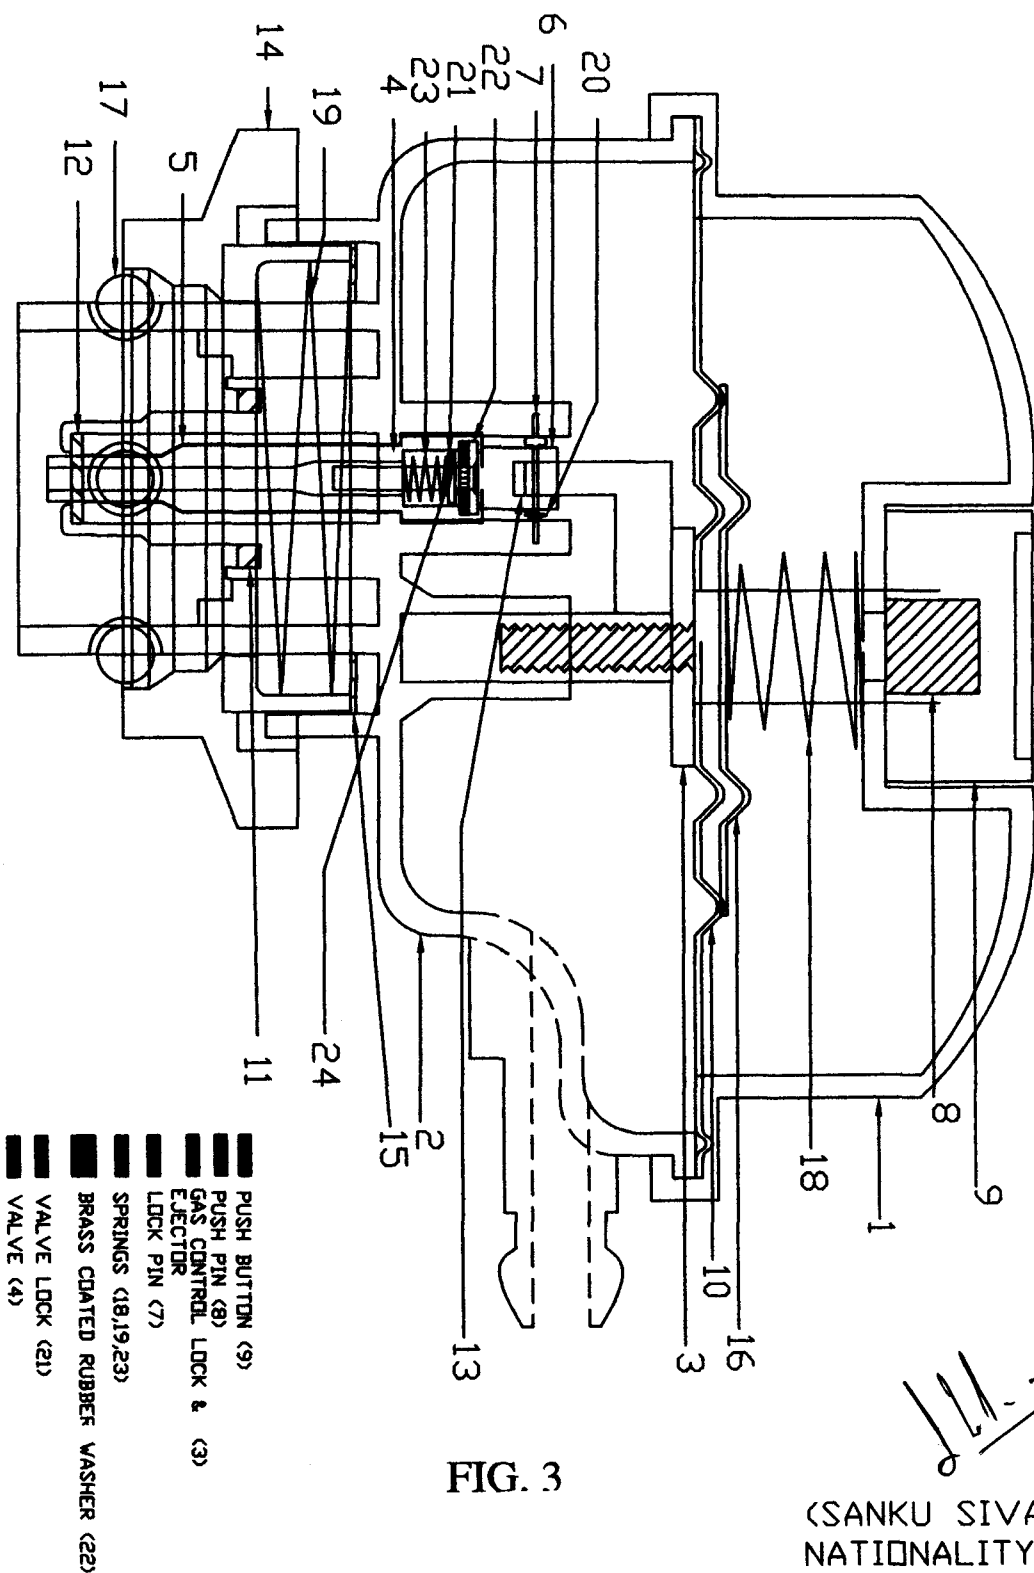 14
17
12
5
19
4
23
21
22
7
6
20
11
24
15
2
13
3
10
16
18
8
1
9
PUSH BUTTON (9)
PUSH PIN (8)
GAS CONTROL LOCK & (3)
EJECTOR
LOCK PIN (7)
SPRINGS (18,19,23)
BRASS COATED RUBBER WASHER (22)
VALVE LOCK (21)
VALVE (4)
FIG. 3
(SANKU SIVA
NATIONALITY